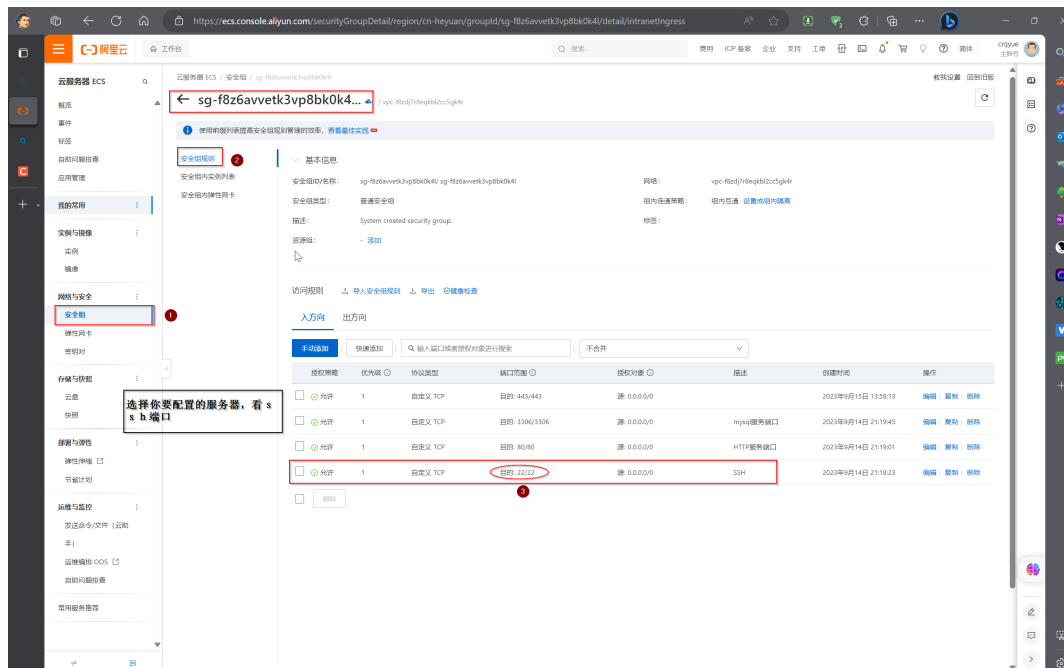 https://ecs.console.aliyun.com/securityGroupDetail/region/cn-heyuan/groupId/sg-f8z6avvetk3vp8bk0k4l/detail/intranetIngress
阿里云
工作台
搜索...
费用 ICP备案 企业 支持 工单
简体
crqyue
主账号
云服务器 ECS
概览
事件
标签
自助问题排查
应用管理
我的常用
实例与镜像
实例
镜像
网络与安全
安全组
1
弹性网卡
密钥对
存储与快照
云盘
快照
部署与弹性
弹性伸缩
节省计划
运维与监控
发送命令/文件（云助
手）
运维编排 OOS
自助问题排查
常用服务推荐
云服务器 ECS / 安全组 / sg-f8z6avvetk3vp8bk0k4l
教我设置 回到旧版
sg-f8z6avvetk3vp8bk0k4...
/ vpc-f8zdj7r8eqkbl2cc5gk4r
使用前缀列表提高安全组规则管理的效率，查看最佳实践
安全组规则
2
安全组内实例列表
安全组内弹性网卡
基本信息
安全组ID/名称： sg-f8z6avvetk3vp8bk0k4l/ sg-f8z6avvetk3vp8bk0k4l
网络： vpc-f8zdj7r8eqkbl2cc5gk4r
安全组类型： 普通安全组
组内连通策略： 组内互通 设置成组内隔离
描述： System created security group.
标签：
资源组： - 添加
访问规则 导入安全组规则 导出 健康检查
入方向 出方向
手动添加 快速添加 输入端口或者授权对象进行搜索 不合并
授权策略 优先级 协议类型 端口范围 授权对象 描述 创建时间 操作
允许 1 自定义 TCP 目的: 443/443 源: 0.0.0.0/0 2023年9月15日 13:58:13 编辑 复制 删除
允许 1 自定义 TCP 目的: 3306/3306 源: 0.0.0.0/0 mysql服务端口 2023年9月14日 21:19:45 编辑 复制 删除
允许 1 自定义 TCP 目的: 80/80 源: 0.0.0.0/0 HTTP服务端口 2023年9月14日 21:19:01 编辑 复制 删除
允许 1 自定义 TCP 目的: 22/22 源: 0.0.0.0/0 SSH 2023年9月14日 21:18:23 编辑 复制 删除
3
删除
选择你要配置的服务器，看s
sh端口